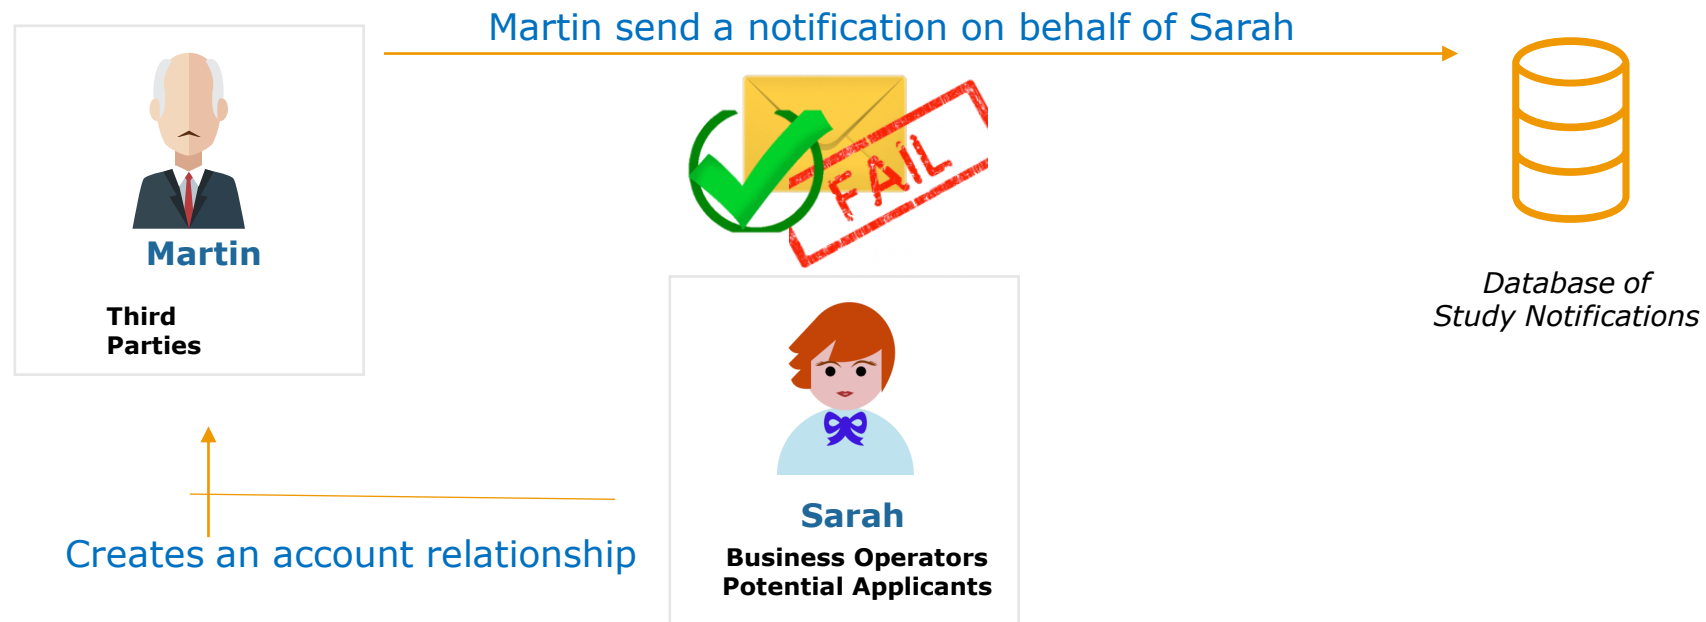 Martin send a notification on behalf of Sarah
FAIL
Martin
Third
Parties
Database of
Study Notifications
Sarah
Business Operators
Potential Applicants
Creates an account relationship